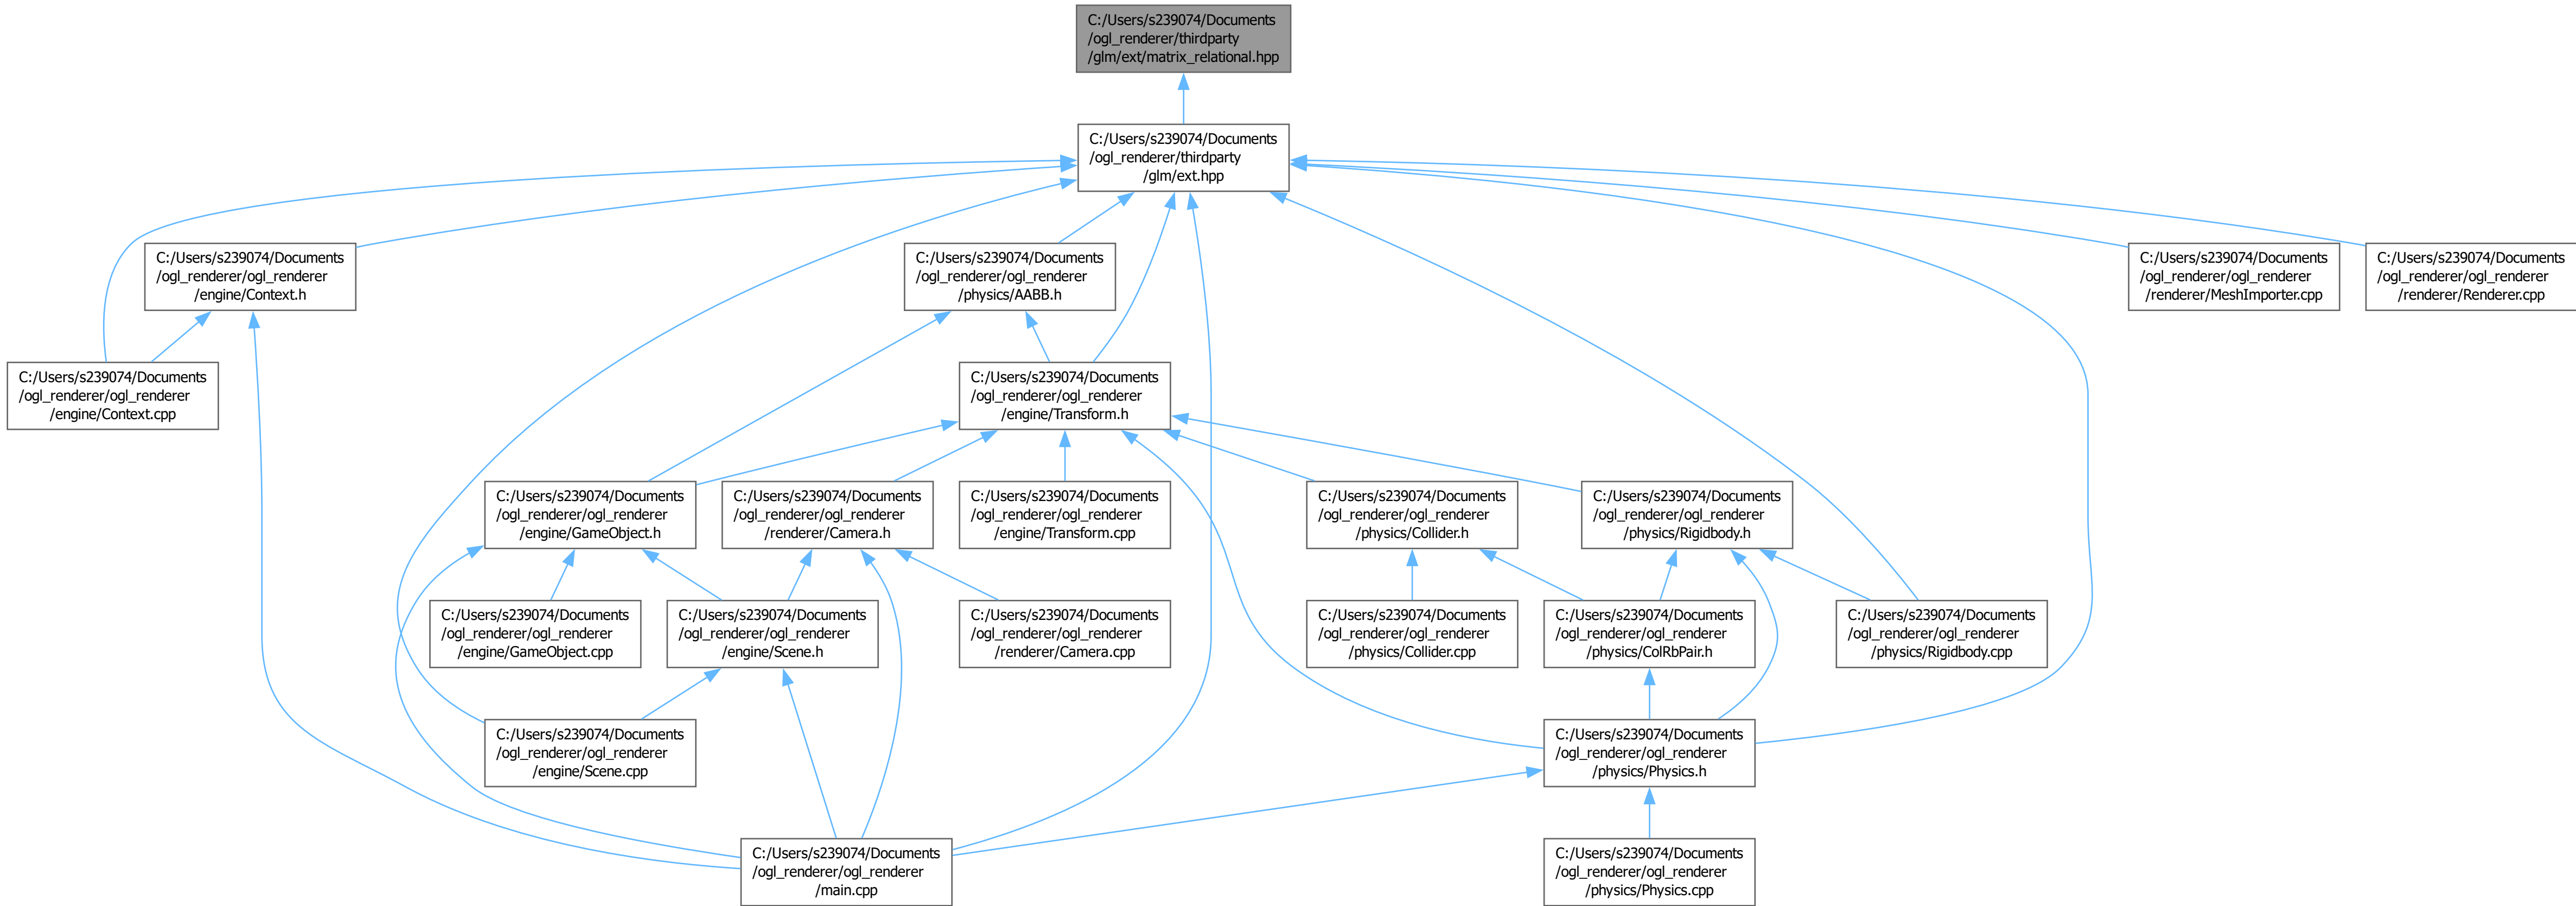 C:/Users/s239074/Documents
/ogl_renderer/thirdparty
/glm/ext/matrix_relational.hpp
C:/Users/s239074/Documents
/ogl_renderer/thirdparty
/glm/ext.hpp
C:/Users/s239074/Documents
/ogl_renderer/ogl_renderer
/engine/Context.h
C:/Users/s239074/Documents
/ogl_renderer/ogl_renderer
/physics/AABB.h
C:/Users/s239074/Documents
/ogl_renderer/ogl_renderer
/renderer/MeshImporter.cpp
C:/Users/s239074/Documents
/ogl_renderer/ogl_renderer
/renderer/Renderer.cpp
C:/Users/s239074/Documents
/ogl_renderer/ogl_renderer
/engine/Context.cpp
C:/Users/s239074/Documents
/ogl_renderer/ogl_renderer
/engine/Transform.h
C:/Users/s239074/Documents
/ogl_renderer/ogl_renderer
/engine/GameObject.h
C:/Users/s239074/Documents
/ogl_renderer/ogl_renderer
/renderer/Camera.h
C:/Users/s239074/Documents
/ogl_renderer/ogl_renderer
/engine/Transform.cpp
C:/Users/s239074/Documents
/ogl_renderer/ogl_renderer
/physics/Collider.h
C:/Users/s239074/Documents
/ogl_renderer/ogl_renderer
/physics/Rigidbody.h
C:/Users/s239074/Documents
/ogl_renderer/ogl_renderer
/engine/GameObject.cpp
C:/Users/s239074/Documents
/ogl_renderer/ogl_renderer
/engine/Scene.h
C:/Users/s239074/Documents
/ogl_renderer/ogl_renderer
/renderer/Camera.cpp
C:/Users/s239074/Documents
/ogl_renderer/ogl_renderer
/physics/Collider.cpp
C:/Users/s239074/Documents
/ogl_renderer/ogl_renderer
/physics/ColRbPair.h
C:/Users/s239074/Documents
/ogl_renderer/ogl_renderer
/physics/Rigidbody.cpp
C:/Users/s239074/Documents
/ogl_renderer/ogl_renderer
/engine/Scene.cpp
C:/Users/s239074/Documents
/ogl_renderer/ogl_renderer
/physics/Physics.h
C:/Users/s239074/Documents
/ogl_renderer/ogl_renderer
/main.cpp
C:/Users/s239074/Documents
/ogl_renderer/ogl_renderer
/physics/Physics.cpp